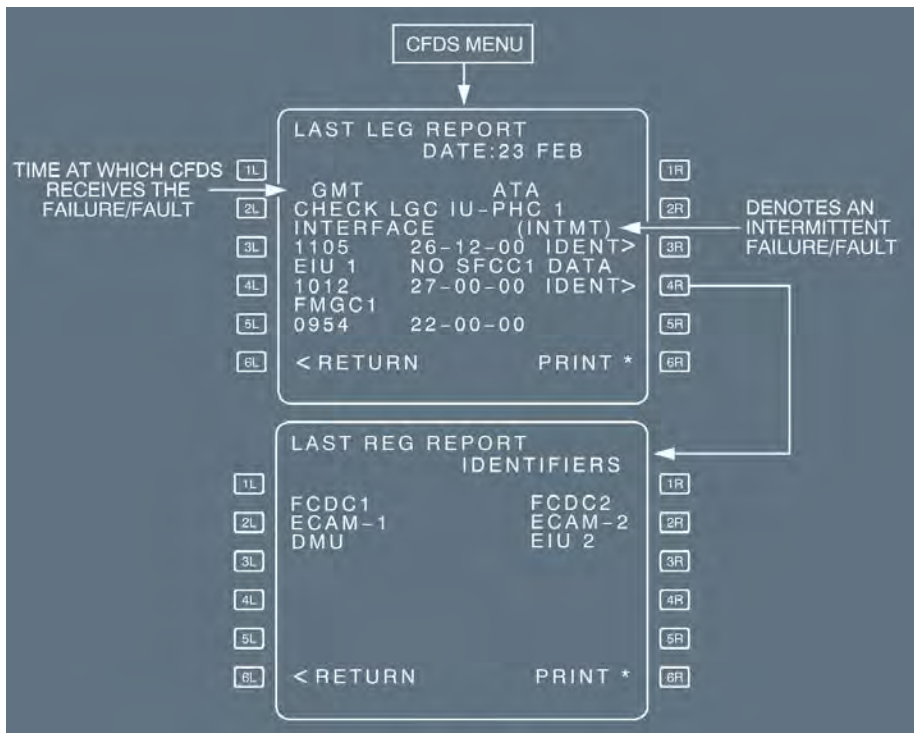 CFDS MENU
LAST LEG REPORT
DATE:23 FEB
TIME AT WHICH CFDS
RECEIVES THE
FAILURE/FAULT
1L
1R
GMT ATA
2L
CHECK LGC IU-PHC 1
2R
INTERFACE (INTMT)
DENOTES AN
INTERMITTENT
FAILURE/FAULT
3L
1105 26-12-00 IDENT>
3R
EIU 1 NO SFCC1 DATA
4L
1012 27-00-00 IDENT>
4R
FMGC1
5L
0954 22-00-00
5R
6L
<RETURN PRINT *
6R
LAST REG REPORT
IDENTIFIERS
1L
1R
FCDC1 FCDC2
2L
ECAM-1 ECAM-2
2R
DMU EIU 2
3L
3R
4L
4R
5L
5R
6L
<RETURN PRINT *
6R